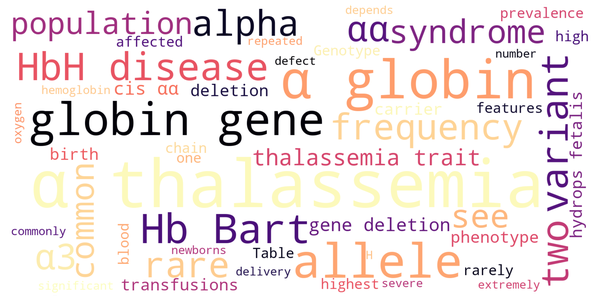 population alpha αα syndrome depends prevalence
affected repeated Genotype high
HbH disease defect number
hemoglobin cis αα deletion α globin carrier features
oxygen globin gene frequency variant
birth chain one thalassemia trait hydrops fetalis
α thalassemia
common Hb Bart gene deletion see two
commonly blood newborns Table rarely phenotype
α3 rare delivery allele H
significant transfusions highest severe extremely